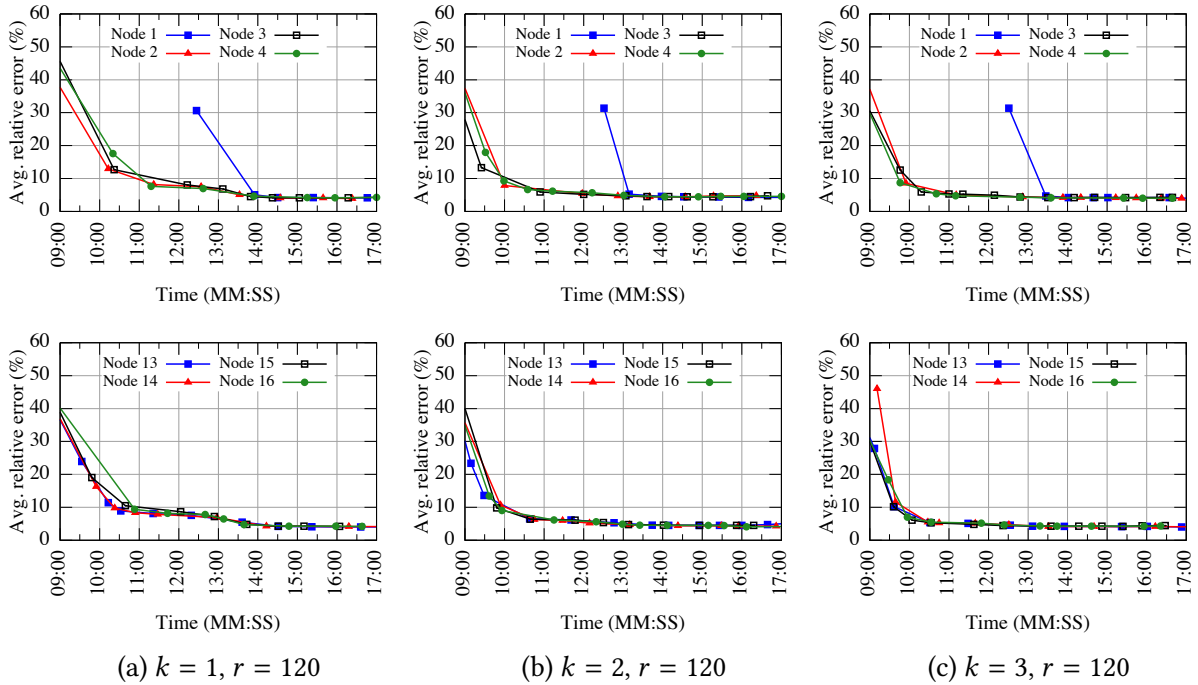 Avg. relative error (%)
60
50
40
30
20
10
0
Node 1
Node 2
Node 3
Node 4
09:00
10:00
11:00
12:00
13:00
14:00
15:00
16:00
17:00
Time (MM:SS)
Avg. relative error (%)
60
50
40
30
20
10
0
Node 1
Node 2
Node 3
Node 4
09:00
10:00
11:00
12:00
13:00
14:00
15:00
16:00
17:00
Time (MM:SS)
Avg. relative error (%)
60
50
40
30
20
10
0
Node 1
Node 2
Node 3
Node 4
09:00
10:00
11:00
12:00
13:00
14:00
15:00
16:00
17:00
Time (MM:SS)
Avg. relative error (%)
60
50
40
30
20
10
0
Node 13
Node 14
Node 15
Node 16
09:00
10:00
11:00
12:00
13:00
14:00
15:00
16:00
17:00
Time (MM:SS)
(a) k = 1, r = 120
Avg. relative error (%)
60
50
40
30
20
10
0
Node 13
Node 14
Node 15
Node 16
09:00
10:00
11:00
12:00
13:00
14:00
15:00
16:00
17:00
Time (MM:SS)
(b) k = 2, r = 120
Avg. relative error (%)
60
50
40
30
20
10
0
Node 13
Node 14
Node 15
Node 16
09:00
10:00
11:00
12:00
13:00
14:00
15:00
16:00
17:00
Time (MM:SS)
(c) k = 3, r = 120